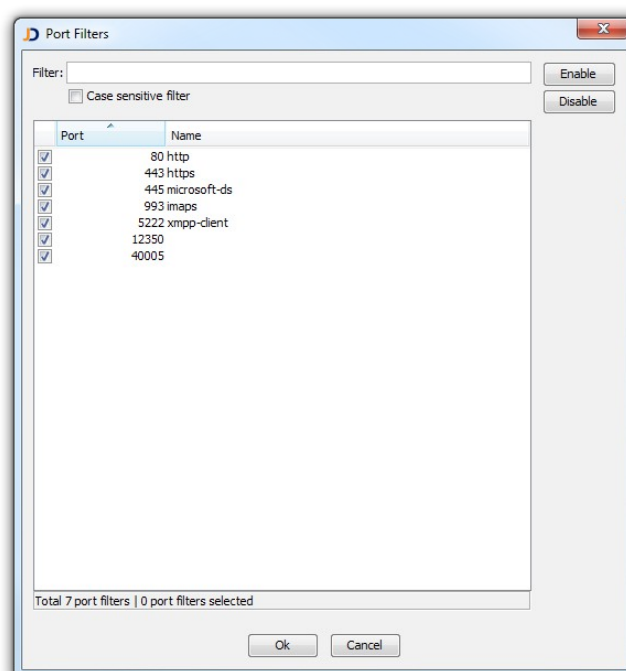 Port Filters
Filter:
Enable
Case sensitive filter
Disable
Port Name
80 http
443 https
445 microsoft-ds
993 imaps
5222 xmpp-client
12350
40005
Total 7 port filters | 0 port filters selected
Ok Cancel